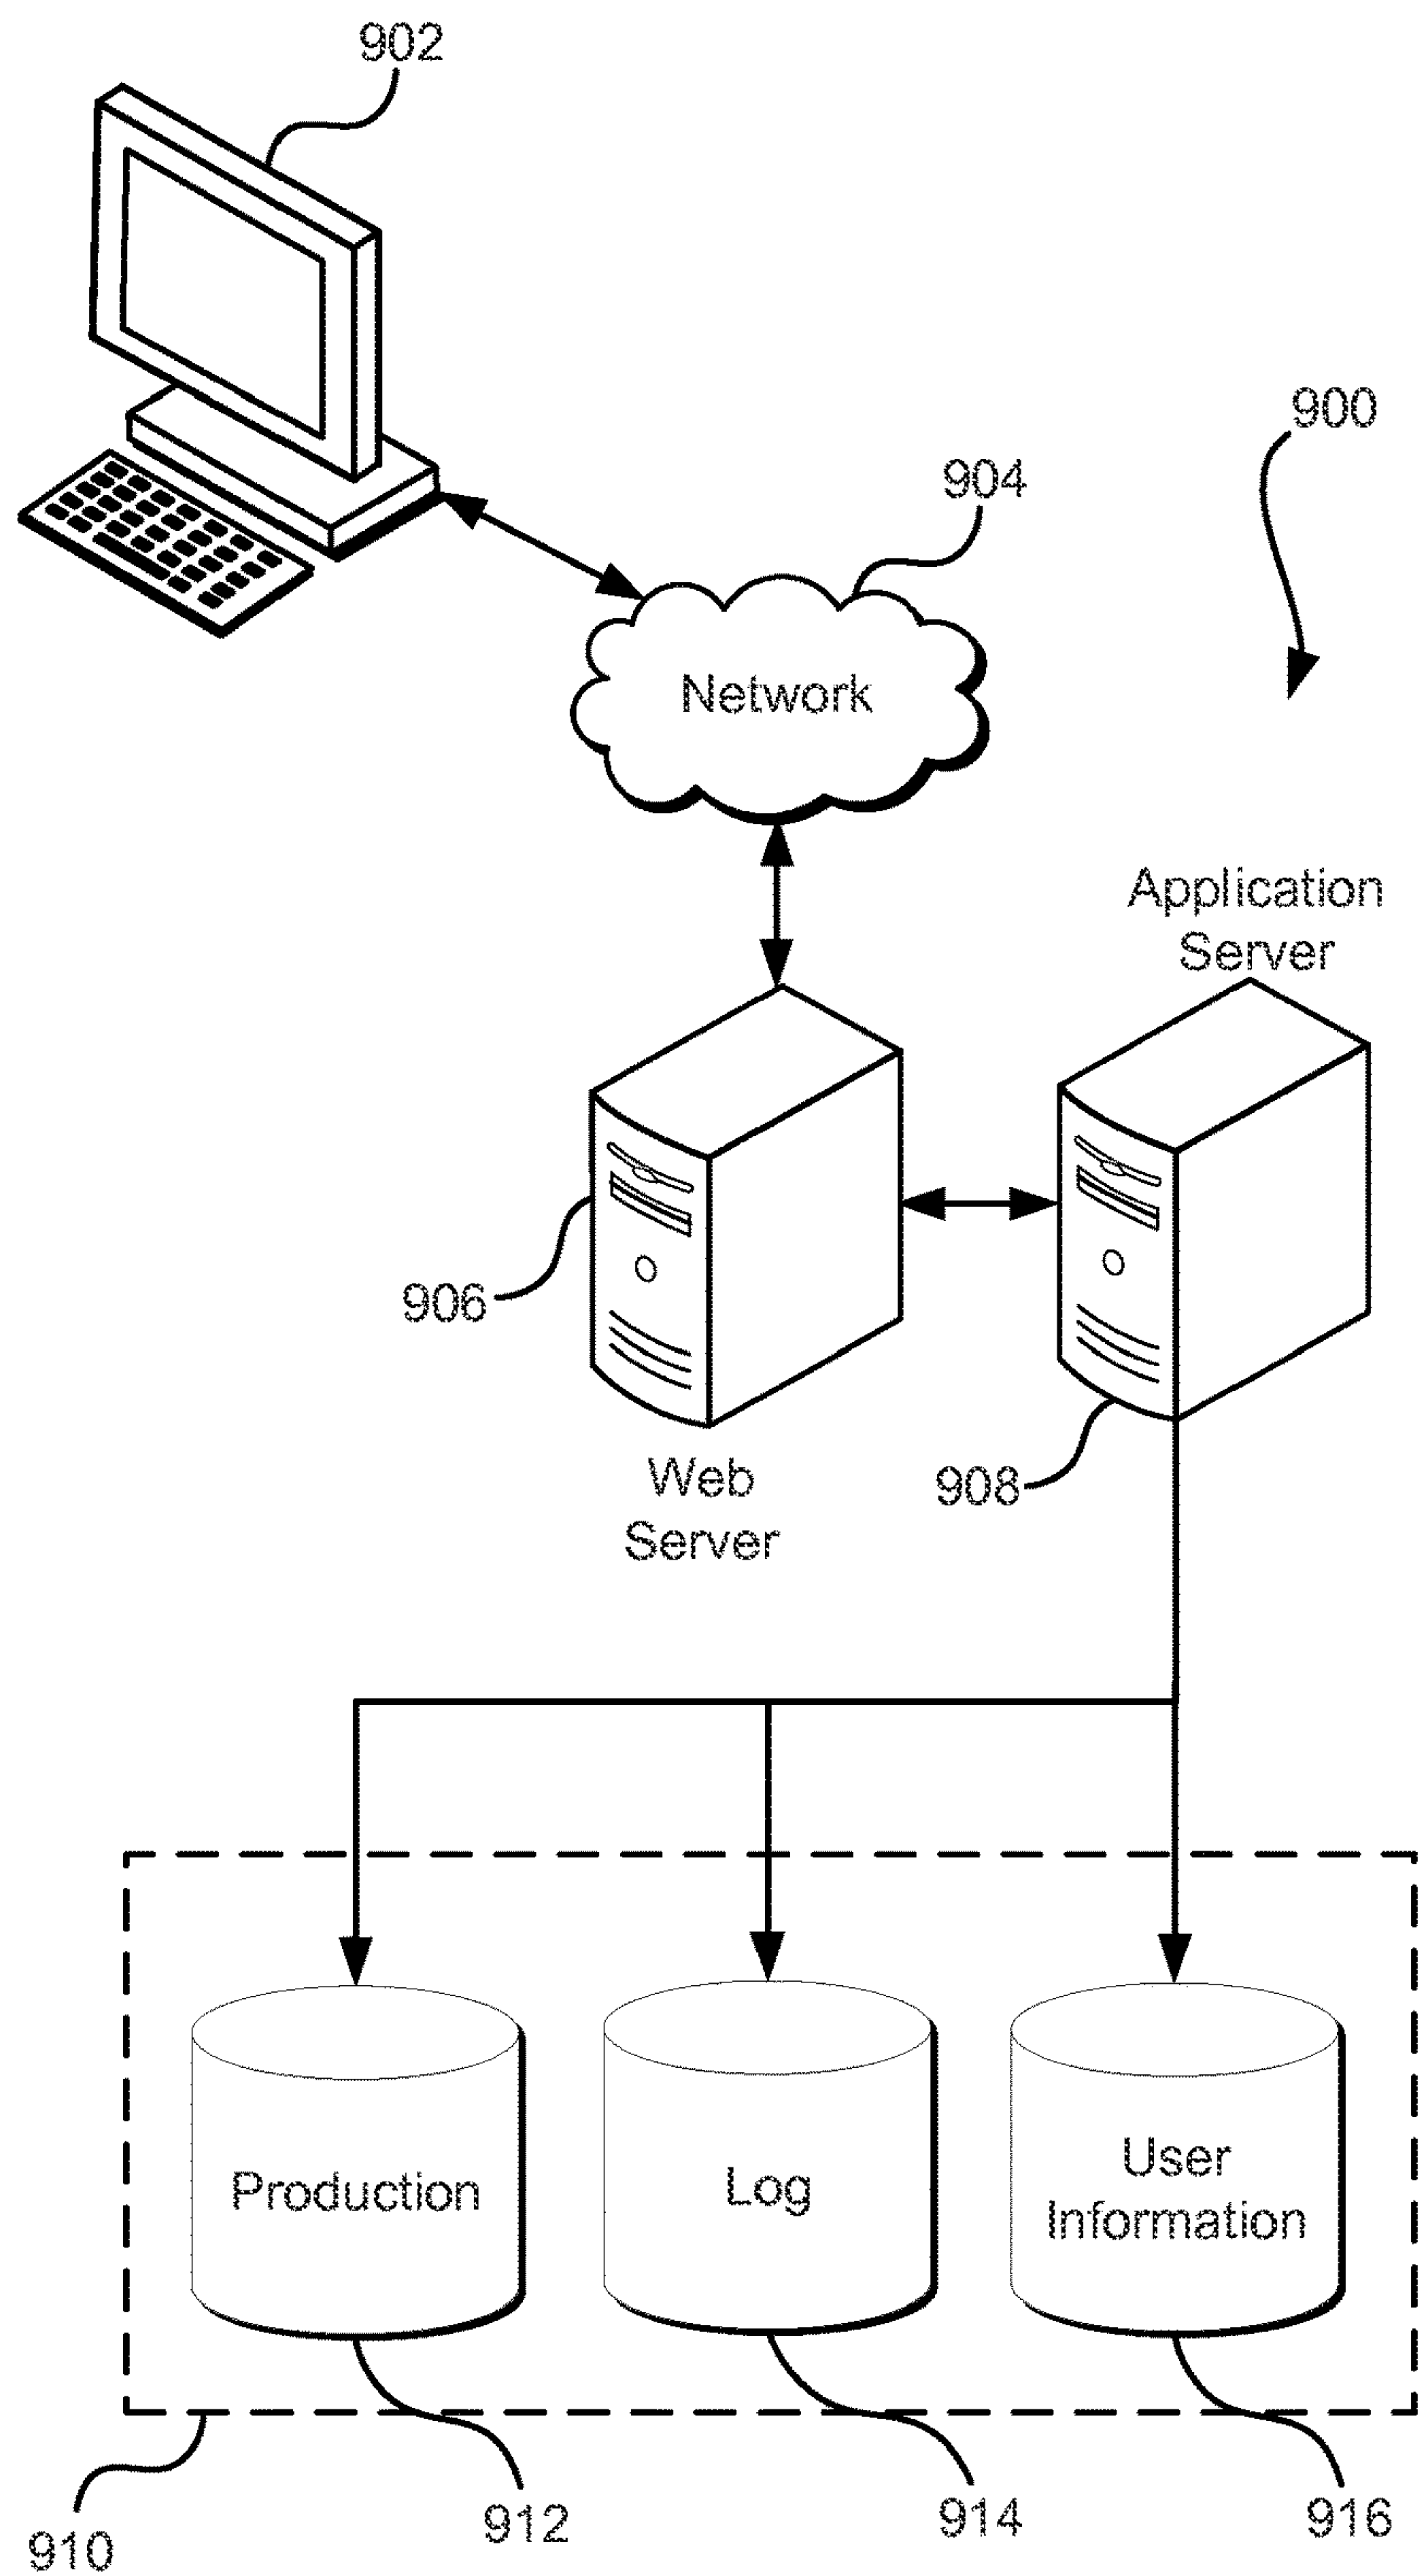 902
900
904
Network
Application
Server
906
908
Web
Server
Production
Log
User
Information
910
912
914
916